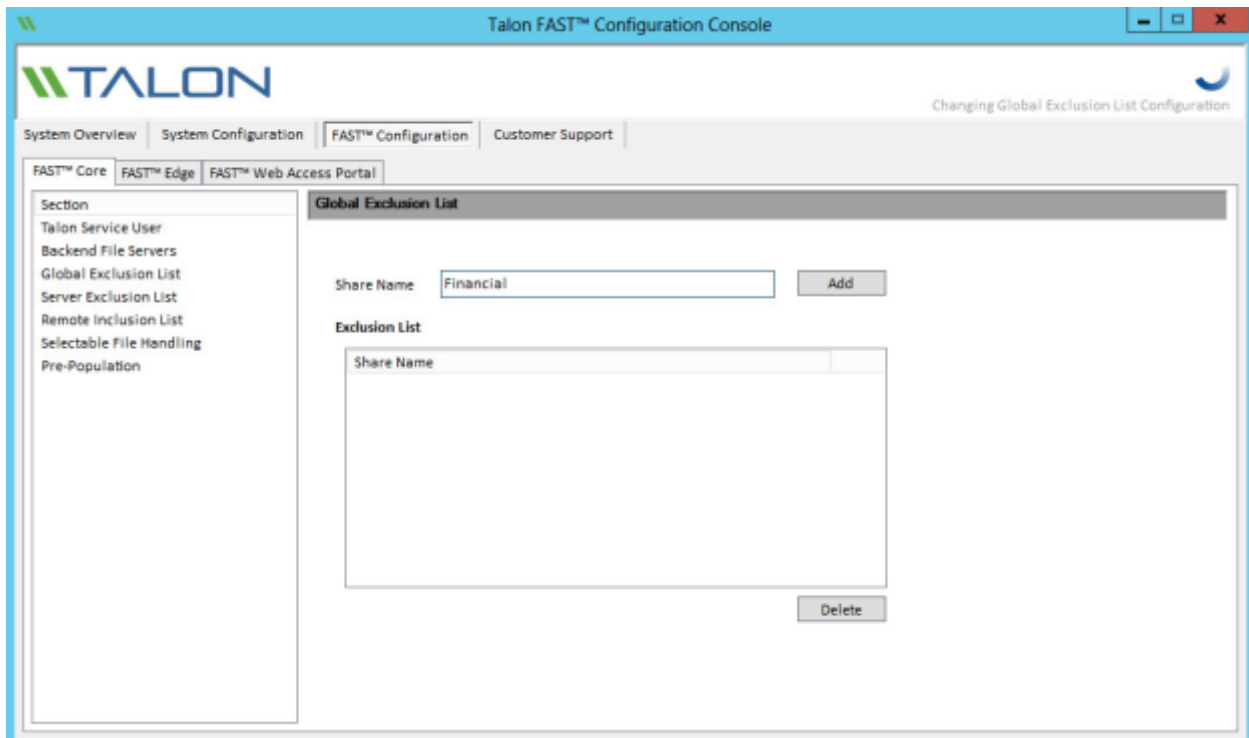 Talon FAST™ Configuration Console
TALON
Changing Global Exclusion List Configuration
System Overview System Configuration FAST™ Configuration Customer Support
FAST™ Core FAST™ Edge FAST™ Web Access Portal
Section
Talon Service User
Backend File Servers
Global Exclusion List
Server Exclusion List
Remote Inclusion List
Selectable File Handling
Pre-Population
Global Exclusion List
Share Name Financial Add
Exclusion List
Share Name
Delete